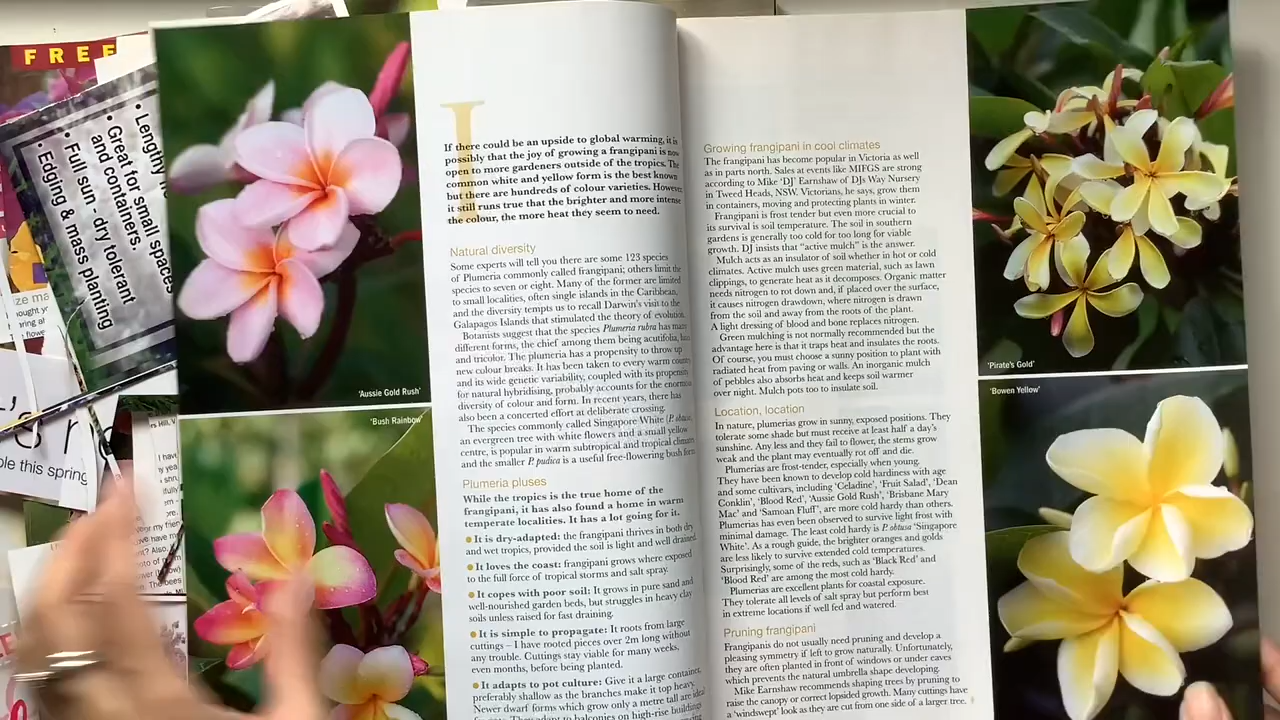 FREE
• Lengthy
• Great for small spaces
and containers.
• Full sun - dry tolerant
• Edging & mass planting
ple this spring
'Aussie Gold Rush'
'Bush Rainbow'
I
If there could be an upside to global warming, it is
possibly that the joy of growing a frangipani is now
open to more gardeners outside of the tropics. The
common white and yellow form is the best known
but there are hundreds of colour varieties. However
it still runs true that the brighter and more intense
the colour, the more heat they seem to need.
Natural diversity
Some experts will tell you there are some 123 species
of Plumeria commonly called frangipani; others limit the
species to seven or eight. Many of the former are limited
to small localities, often single islands in the Caribbean,
and the diversity tempts us to recall Darwin's visit to the
Galapagos Islands that stimulated the theory of evolution.
Botanists suggest that the species Plumeria rubra has many
different forms, the chief among them being acutifolia,
and tricolor. The plumeria has a propensity to throw up
new colour breaks. It has been taken to every warm country
and its wide genetic variability, coupled with its propensity
for natural hybridising, probably accounts for the enormous
diversity of colour and form. In recent years, there has
also been a concerted effort at deliberate crossing.
The species commonly called Singapore White (P. obtusa,
an evergreen tree with white flowers and a small yellow
centre, is popular in warm subtropical and tropical climates
and the smaller P. pudica is a useful free-flowering bush form
Plumeria pluses
While the tropics is the true home of the
frangipani, it has also found a home in warm
temperate localities. It has a lot going for it.
● It is dry-adapted: the frangipani thrives in both dry
and wet tropics, provided the soil is light and well drained.
● It loves the coast: frangipani grows where exposed
to the full force of tropical storms and salt spray.
● It copes with poor soil: It grows in pure sand and
well-nourished garden beds, but struggles in heavy clay
soils unless raised for fast draining.
● It is simple to propagate: It roots from large
cuttings – I have rooted pieces over 2m long without
any trouble. Cuttings stay viable for many weeks,
even months, before being planted.
● It adapts to pot culture: Give it a large container,
preferably shallow as the branches make it top heavy.
Newer dwarf forms which grow only a metre tall are
They adapt to balconies on high-rise buildings
Growing frangipani in cool climates
The frangipani has become popular in Victoria as well
as in parts north. Sales at events like MIFGS are strong
according to Mike 'DJ' Earnshaw of DJs Way Nursery
in Tweed Heads, NSW. Victorians, he says, grow them
in containers, moving and protecting plants in winter.
Frangipani is frost tender but even more crucial to
its survival is soil temperature. The soil in southern
gardens is generally too cold for too long for viable
growth. DJ insists that "active mulch" is the answer.
Mulch acts as an insulator of soil whether in hot or cold
climates. Active mulch uses green material, such as lawn
clippings, to generate heat as it decomposes. Organic matter
needs nitrogen to rot down and, if placed over the surface,
it causes nitrogen drawdown, where nitrogen is drawn
from the soil and away from the roots of the plant.
A light dressing of blood and bone replaces nitrogen.
Green mulching is not normally recommended but the
advantage here is that it traps heat and insulates the roots.
Of course, you must choose a sunny position to plant with
radiated heat from paving or walls. An inorganic mulch
of pebbles also absorbs heat and keeps soil warmer
over night. Mulch pots too to insulate soil.
Location, location
In nature, plumerias grow in sunny, exposed positions. They
tolerate some shade but must receive at least half a day's
sunshine. Any less and they fail to flower, the stems grow
weak and the plant may eventually rot off and die.
Plumerias are frost-tender, especially when young.
They have been known to develop cold hardiness with age
and some cultivars, including 'Celadine', 'Fruit Salad', 'Dean
Conklin', 'Blood Red', 'Aussie Gold Rush', 'Brisbane Mary
Mac' and 'Samoan Fluff', are more cold hardy than others.
Plumerias has even been observed to survive light frost with
minimal damage. The least cold hardy is P. obtusa 'Singapore
White'. As a rough guide, the brighter oranges and golds
are less likely to survive extended cold temperatures.
Surprisingly, some of the reds, such as 'Black Red' and
'Blood Red' are among the most cold hardy.
Plumerias are excellent plants for coastal exposure.
They tolerate all levels of salt spray but perform best
in extreme locations if well fed and watered.
Pruning frangipani
Frangipanis do not usually need pruning and develop a
pleasing symmetry if left to grow naturally. Unfortunately,
they are often planted in front of windows or under eaves
which prevents the natural umbrella shape developing.
Mike Earnshaw recommends shaping trees by pruning to
raise the canopy or correct lopsided growth. Many cuttings have
a 'windswept' look as they are cut from one side of a larger tree.
'Pirate's Gold'
'Bowen Yellow'